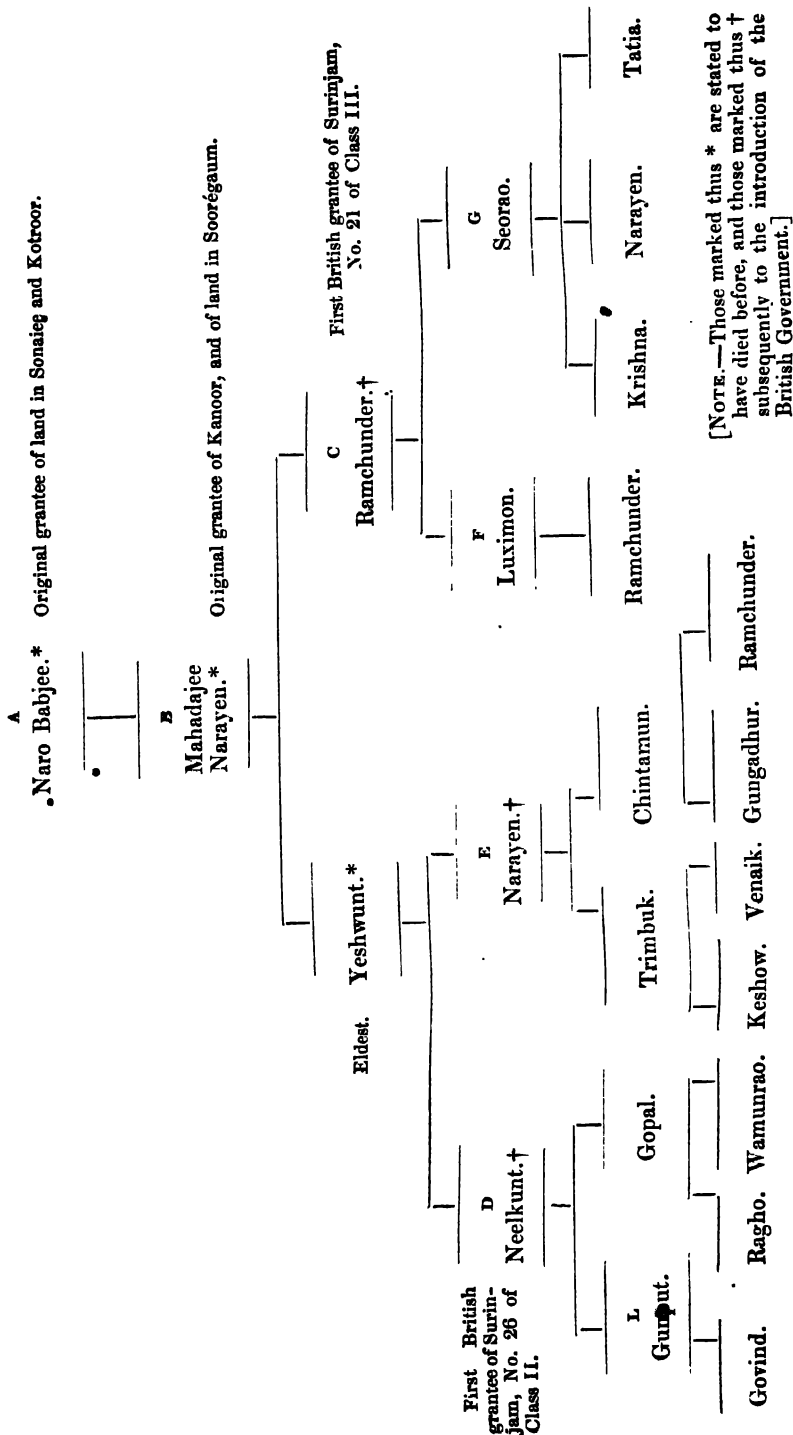 A
Naro Babjee.* Original grantee of land in Sonaieg and Kotroor.
B
Mahadajee
Narayen.*
Original grantee of Kanoor, and of land in Soorégaum.
Eldest. Yeshwunt.*
C
Ramchunder.†
First British grantee of Surinjam,
No. 21 of Class III.
First British
grantee of Surin-
jam, No. 26 of
Class II.
D
Neelkunt.†
E
Narayen.†
F
Luximon.
G
Seorao.
L
Gunput.
Gopal.
Trimbuk.
Chintamun.
Ramchunder.
Krishna.
Narayen.
Tatia.
Govind.
Ragho.
Wamunrao.
Keshow.
Venaik.
Gungadhur.
Ramchunder.
[NOTE.—Those marked thus * are stated to
have died before, and those marked thus †
subsequently to the introduction of the
British Government.]